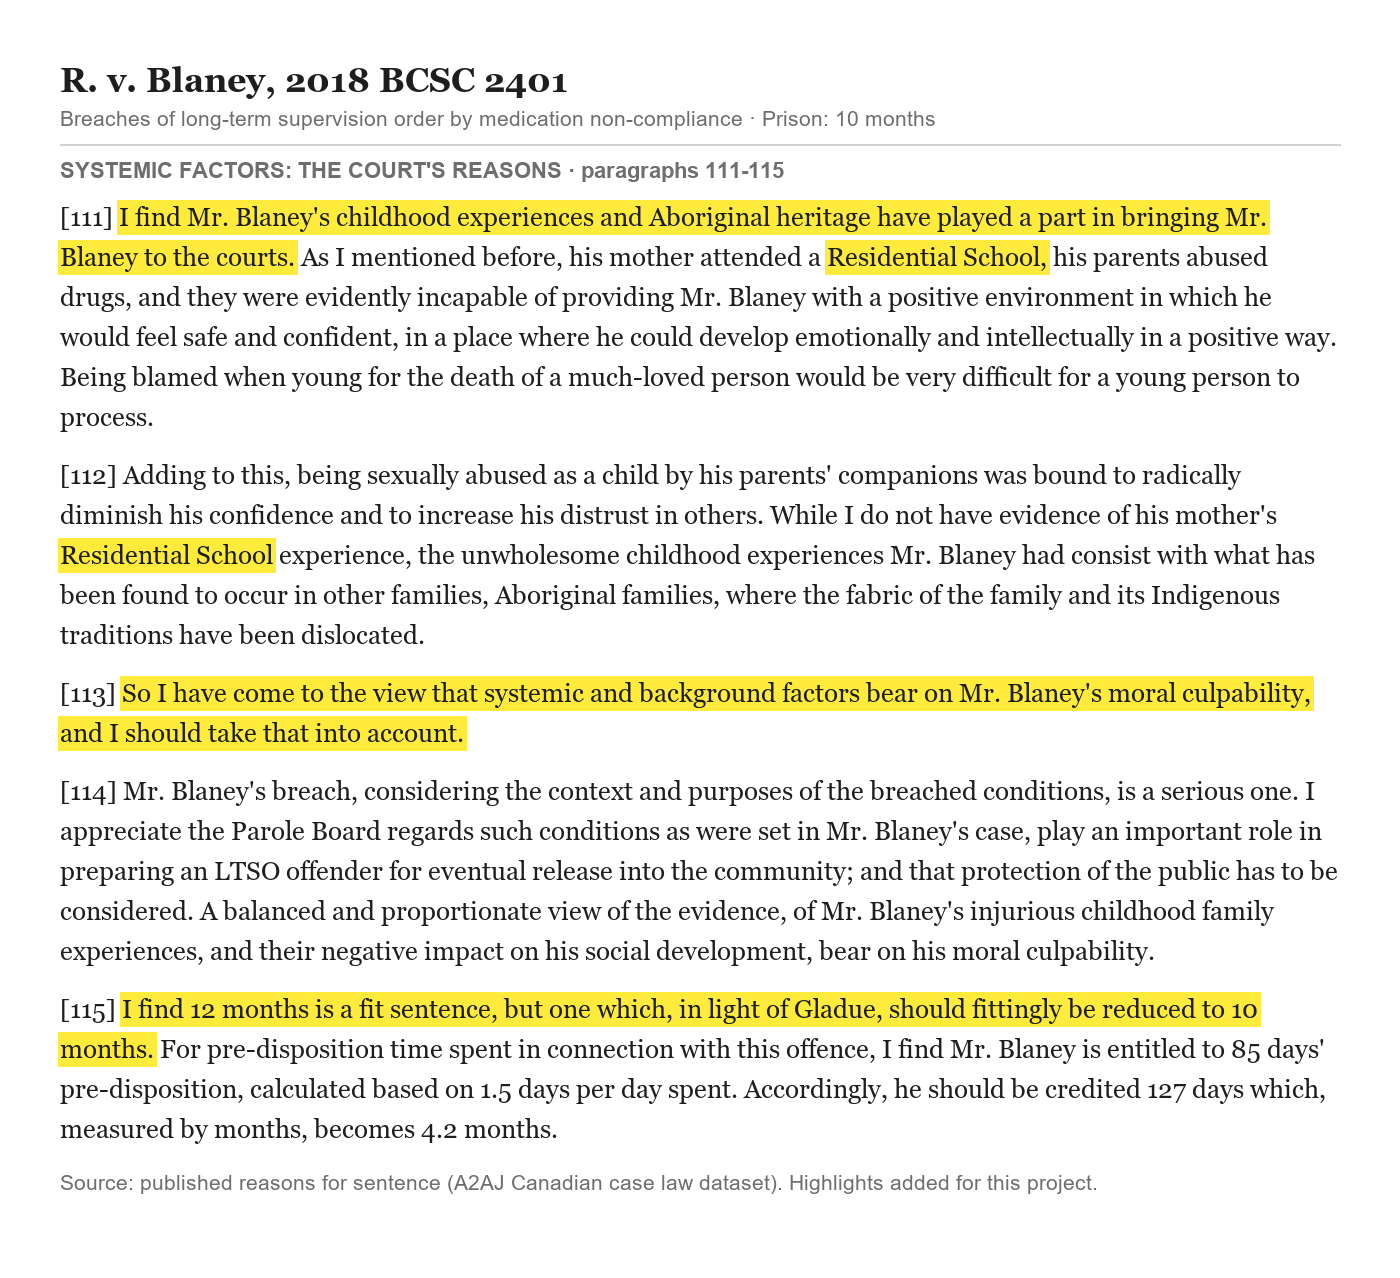 R. v. Blaney, 2018 BCSC 2401
Breaches of long-term supervision order by medication non-compliance · Prison: 10 months
SYSTEMIC FACTORS: THE COURT'S REASONS · paragraphs 111-115
[111] I find Mr. Blaney's childhood experiences and Aboriginal heritage have played a part in bringing Mr.
Blaney to the courts. As I mentioned before, his mother attended a Residential School, his parents abused
drugs, and they were evidently incapable of providing Mr. Blaney with a positive environment in which he
would feel safe and confident, in a place where he could develop emotionally and intellectually in a positive way.
Being blamed when young for the death of a much-loved person would be very difficult for a young person to
process.
[112] Adding to this, being sexually abused as a child by his parents' companions was bound to radically
diminish his confidence and to increase his distrust in others. While I do not have evidence of his mother's
Residential School experience, the unwholesome childhood experiences Mr. Blaney had consist with what has
been found to occur in other families, Aboriginal families, where the fabric of the family and its Indigenous
traditions have been dislocated.
[113] So I have come to the view that systemic and background factors bear on Mr. Blaney's moral culpability,
and I should take that into account.
[114] Mr. Blaney's breach, considering the context and purposes of the breached conditions, is a serious one. I
appreciate the Parole Board regards such conditions as were set in Mr. Blaney's case, play an important role in
preparing an LTSO offender for eventual release into the community; and that protection of the public has to be
considered. A balanced and proportionate view of the evidence, of Mr. Blaney's injurious childhood family
experiences, and their negative impact on his social development, bear on his moral culpability.
[115] I find 12 months is a fit sentence, but one which, in light of Gladue, should fittingly be reduced to 10
months. For pre-disposition time spent in connection with this offence, I find Mr. Blaney is entitled to 85 days'
pre-disposition, calculated based on 1.5 days per day spent. Accordingly, he should be credited 127 days which,
measured by months, becomes 4.2 months.
Source: published reasons for sentence (A2AJ Canadian case law dataset). Highlights added for this project.